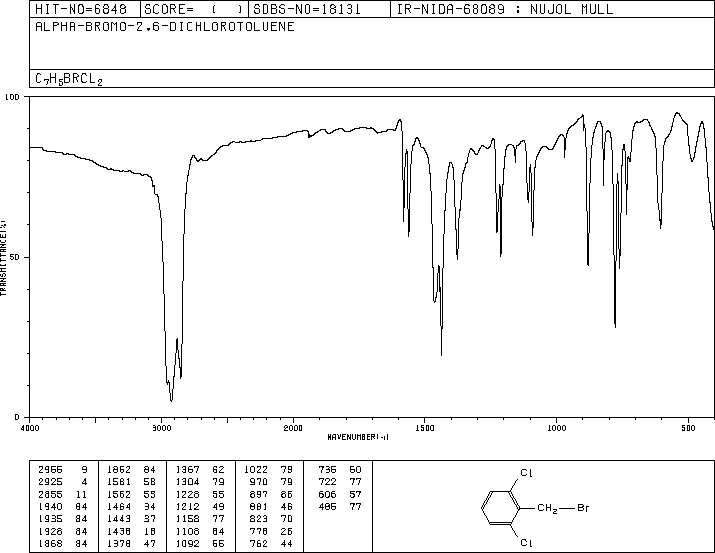 HIT-NO=6848 SCORE= ( ) SDBS-NO=18131 IR-NIDA-68089 : NUJOL MULL
ALPHA-BROMO-2,6-DICHLOROTOLUENE
C7H5BRCL2
100
50
0
TRANSMITTANCE(%)
4000 3000 2000 1500 1000 500
WAVENUMBER(-1)
2955 9 1862 84 1367 62 1022 79 735 60
2925 4 1581 58 1304 79 970 79 722 77
2855 11 1562 55 1228 55 897 86 606 57
1940 84 1464 34 1212 49 881 46 485 77
1935 84 1443 37 1158 77 823 70
1928 84 1438 18 1108 84 778 26
1868 84 1378 47 1092 55 762 44
Cl
CH2 Br
Cl